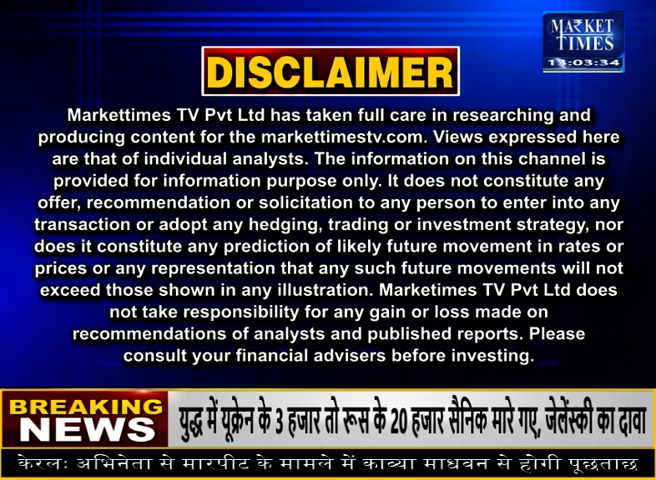 MARKET
TIMES
13:03:34
DISCLAIMER
Markettimes TV Pvt Ltd has taken full care in researching and
producing content for the markettimestv.com. Views expressed here
are that of individual analysts. The information on this channel is
provided for information purpose only. It does not constitute any
offer, recommendation or solicitation to any person to enter into any
transaction or adopt any hedging, trading or investment strategy, nor
does it constitute any prediction of likely future movement in rates or
prices or any representation that any such future movements will not
exceed those shown in any illustration. Marketimes TV Pvt Ltd does
not take responsibility for any gain or loss made on
recommendations of analysts and published reports. Please
consult your financial advisers before investing.
BREAKING
NEWS
युद्ध में यूक्रेन के 3 हजार तो रूस के 20 हजार सैनिक मारे गए, जेलेंस्की का दावा
केरलः अभिनेता से मारपीट के मामले में काव्या माधबन से होगी पूछताछ